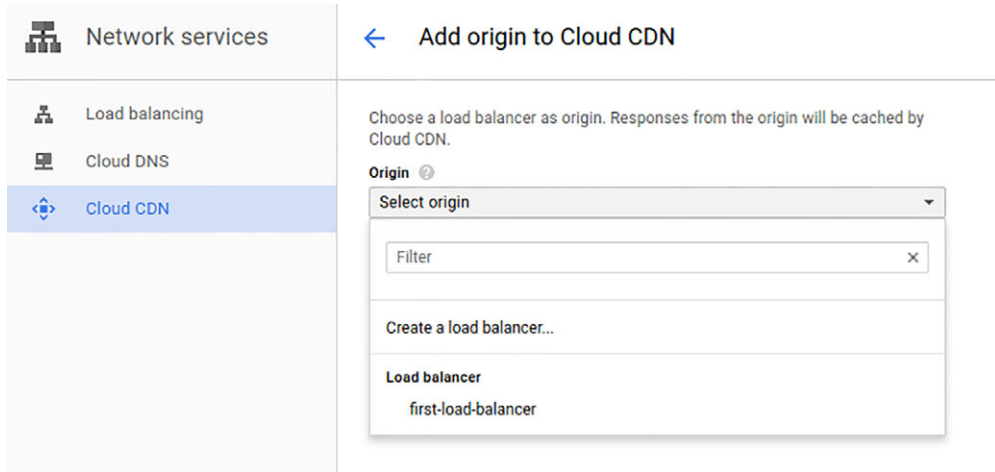 Network services
Add origin to Cloud CDN
Load balancing
Cloud DNS
Cloud CDN
Choose a load balancer as origin. Responses from the origin will be cached by
Cloud CDN.
Origin
Select origin
Filter
Create a load balancer...
Load balancer
first-load-balancer